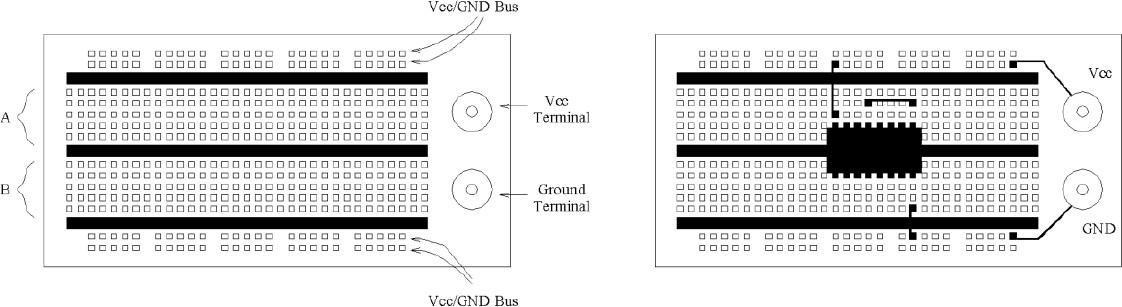 Vcc/GND Bus
Vcc
Terminal
A
B
Ground
Terminal
Vcc/GND Bus
Vcc
GND